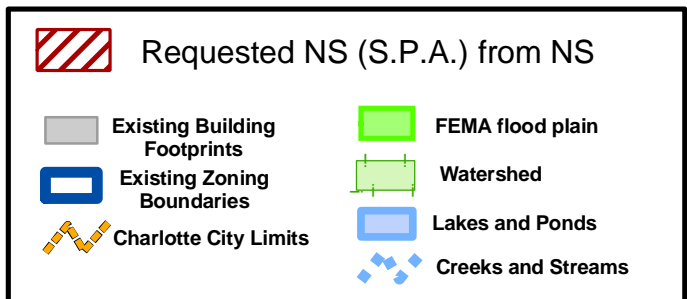 Requested NS (S.P.A.) from NS
Existing Building
Footprints
Existing Zoning
Boundaries
Charlotte City Limits
FEMA flood plain
Watershed
Lakes and Ponds
Creeks and Streams